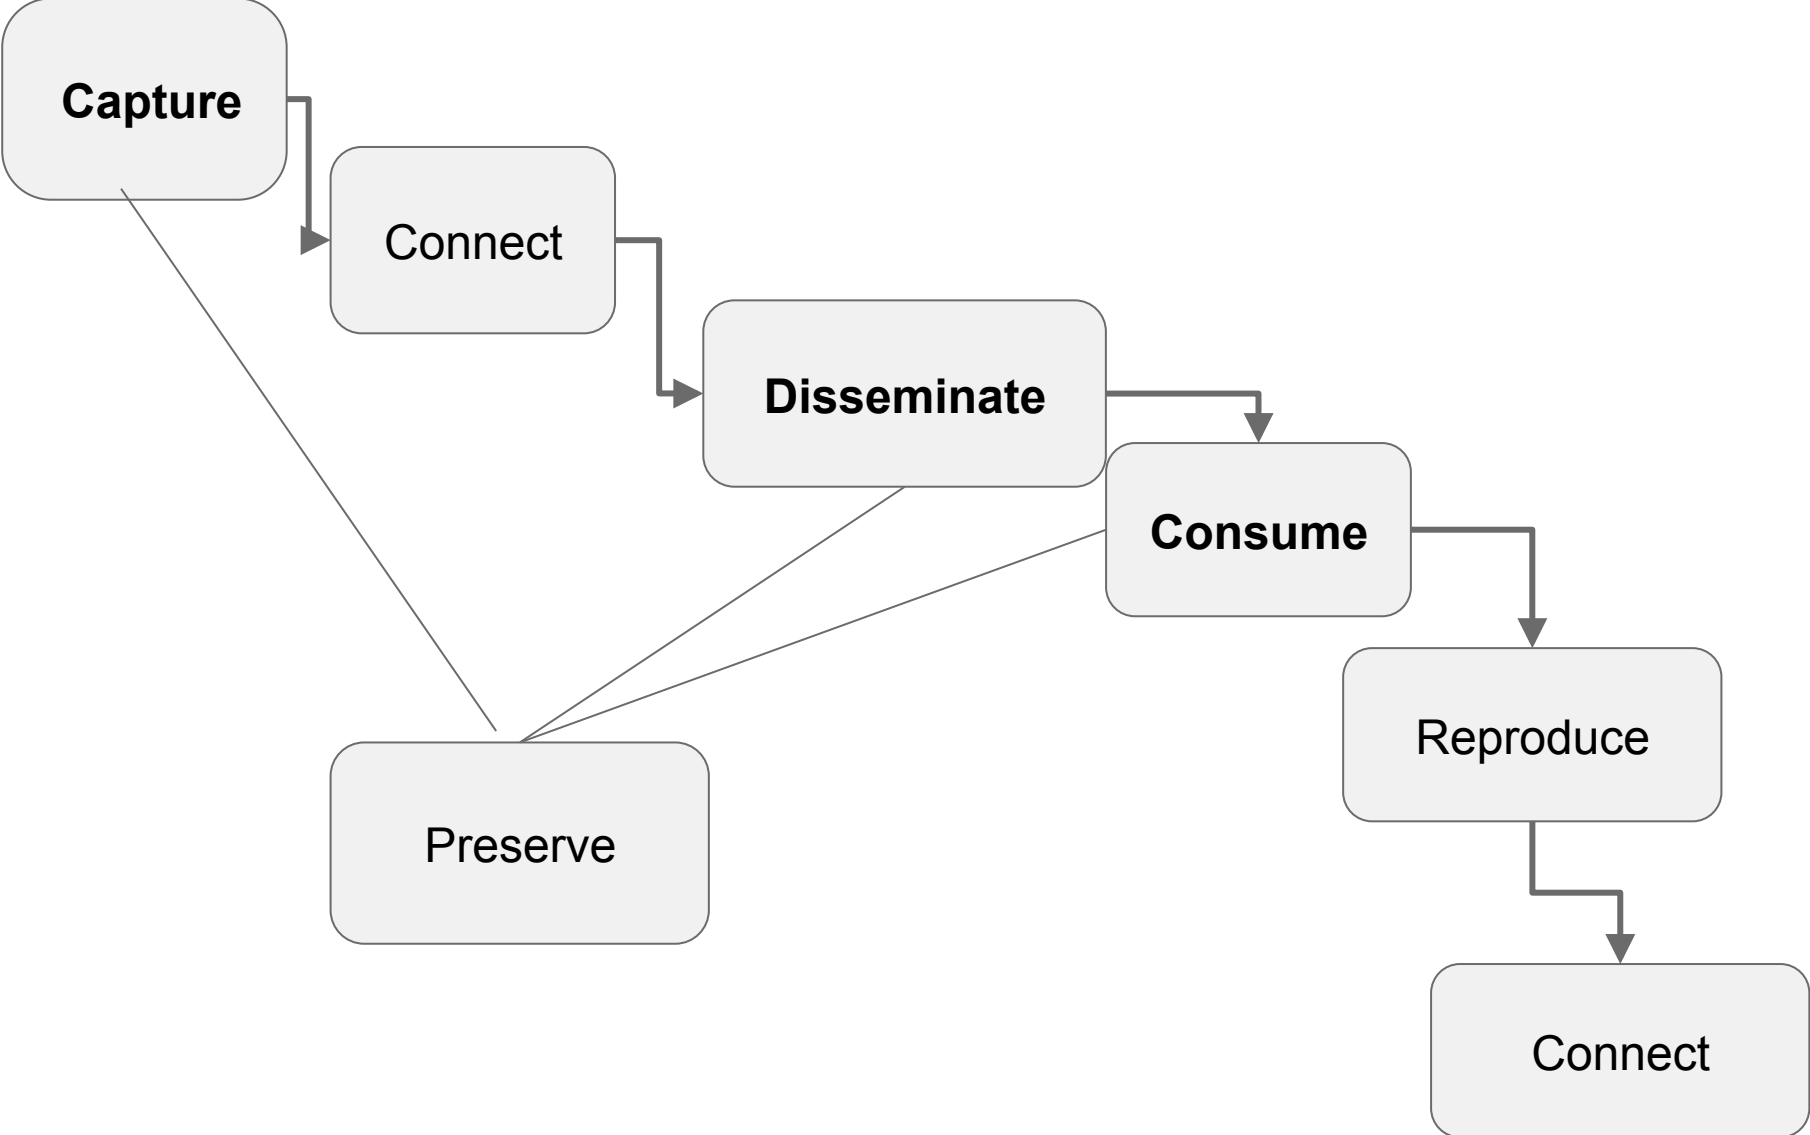 Capture
Connect
Disseminate
Consume
Reproduce
Preserve
Connect